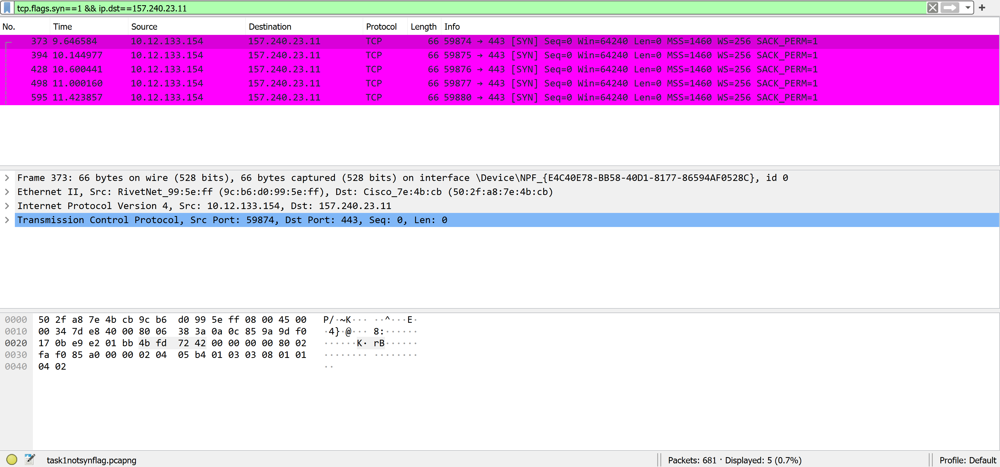 tcp.flags.syn==1 && ip.dst==157.240.23.11
No. Time Source Destination Protocol Length Info
373 9.646584 10.12.133.154 157.240.23.11 TCP 66 59874 → 443 [SYN] Seq=0 Win=64240 Len=0 MSS=1460 WS=256 SACK_PERM=1
394 10.144977 10.12.133.154 157.240.23.11 TCP 66 59875 → 443 [SYN] Seq=0 Win=64240 Len=0 MSS=1460 WS=256 SACK_PERM=1
428 10.600441 10.12.133.154 157.240.23.11 TCP 66 59876 → 443 [SYN] Seq=0 Win=64240 Len=0 MSS=1460 WS=256 SACK_PERM=1
498 11.000160 10.12.133.154 157.240.23.11 TCP 66 59877 → 443 [SYN] Seq=0 Win=64240 Len=0 MSS=1460 WS=256 SACK_PERM=1
595 11.423857 10.12.133.154 157.240.23.11 TCP 66 59880 → 443 [SYN] Seq=0 Win=64240 Len=0 MSS=1460 WS=256 SACK_PERM=1
Frame 373: 66 bytes on wire (528 bits), 66 bytes captured (528 bits) on interface \Device\NPF_{E4C40E78-BB58-40D1-8177-86594AF0528C}, id 0
Ethernet II, Src: RivetNet_99:5e:ff (9c:b6:d0:99:5e:ff), Dst: Cisco_7e:4b:cb (50:2f:a8:7e:4b:cb)
Internet Protocol Version 4, Src: 10.12.133.154, Dst: 157.240.23.11
Transmission Control Protocol, Src Port: 59874, Dst Port: 443, Seq: 0, Len: 0
0000 50 2f a8 7e 4b cb 9c b6 d0 99 5e ff 08 00 45 00 P/·~K··· ··^···E·
0010 00 34 7d e8 40 00 80 06 38 3a 0a 0c 85 9a 9d f0 ·4}·@··· 8:······
0020 17 0b e9 e2 01 bb 4b fd 72 42 00 00 00 00 80 02 ······K· rB······
0030 fa f0 85 a0 00 00 02 04 05 b4 01 03 03 08 01 01 ········ ········
0040 04 02 ··
task1notsynflag.pcapng Packets: 681 · Displayed: 5 (0.7%) Profile: Default